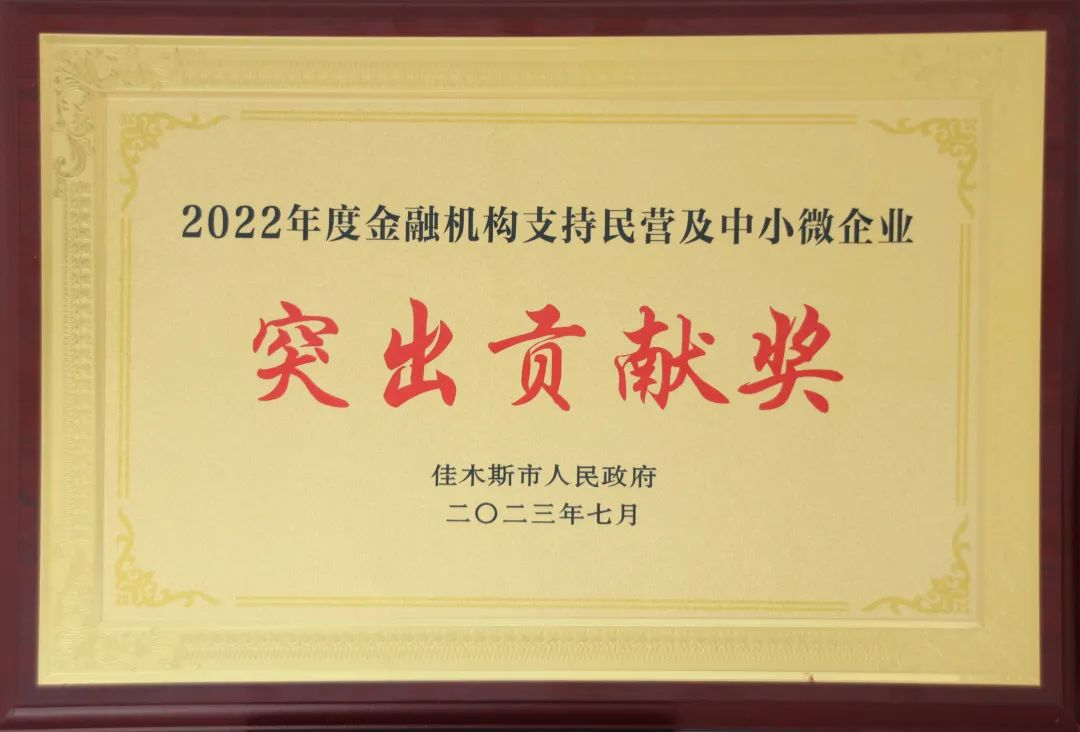 2022年度金融机构支持民营及中小微企业
突出贡献奖
佳木斯市人民政府
二〇二三年七月